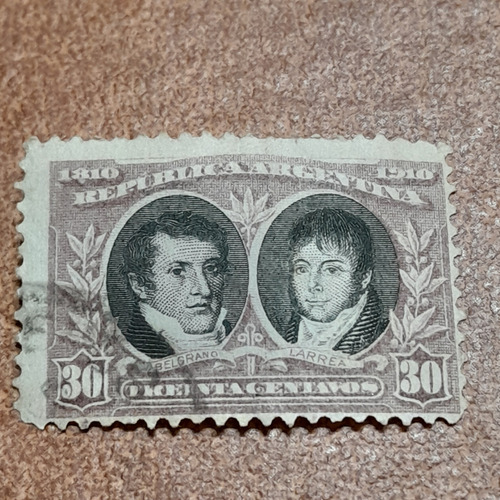 1810 1910
REPUBLICA ARGENTINA
BELGRANO LARREA
30 TREINTA CENTAVOS 30